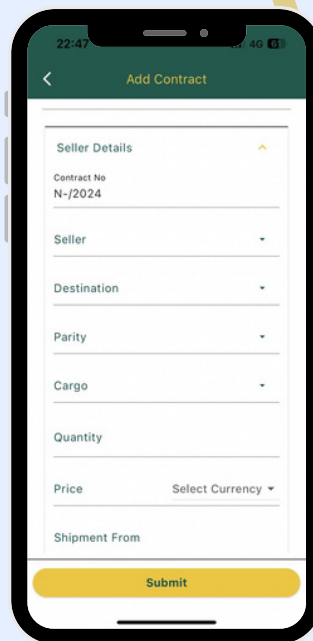 22:47 4G 61
Add Contract
Seller Details
Contract No
N-/2024
Seller
Destination
Parity
Cargo
Quantity
Price Select Currency
Shipment From
Submit